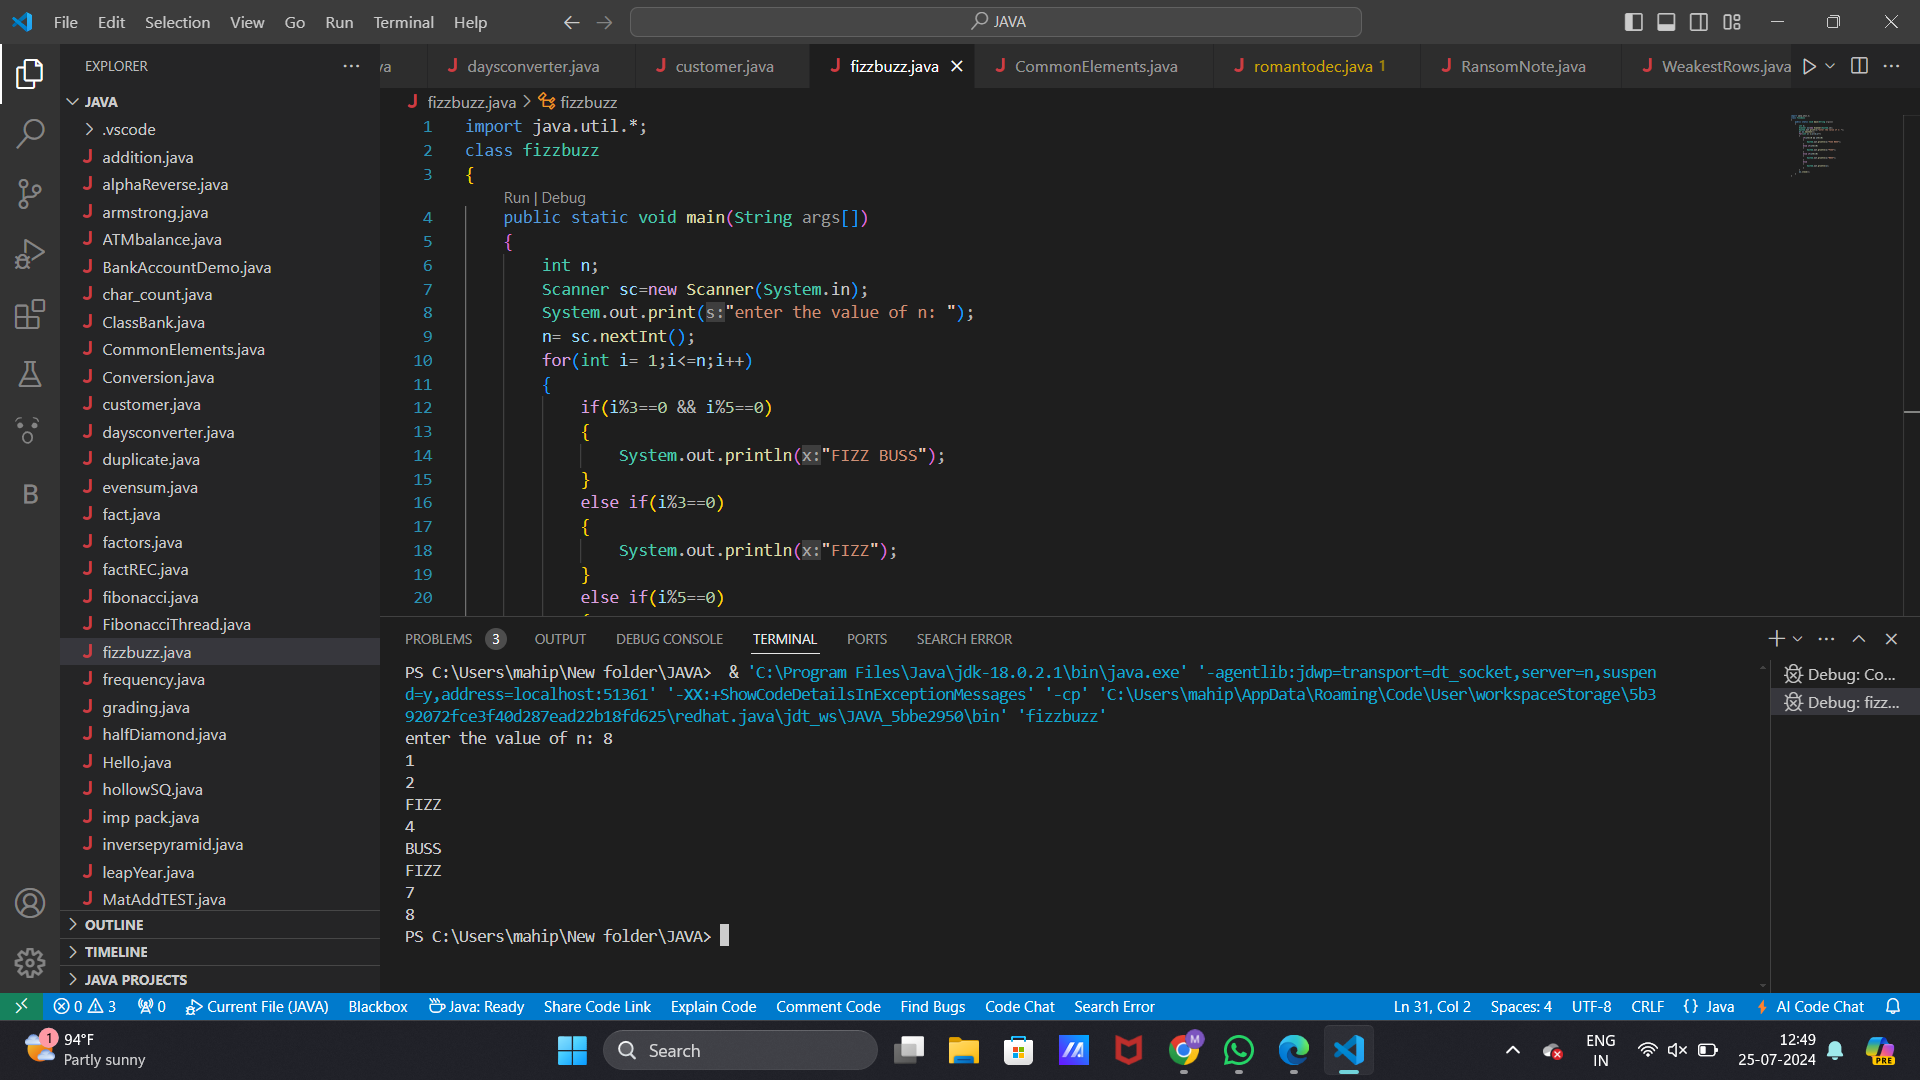 File Edit Selection View Go Run Terminal Help
JAVA
EXPLORER
JAVA
.vscode
addition.java
alphaReverse.java
armstrong.java
ATMbalance.java
BankAccountDemo.java
char_count.java
ClassBank.java
CommonElements.java
Conversion.java
customer.java
daysconverter.java
duplicate.java
evensum.java
fact.java
factors.java
factREC.java
fibonacci.java
FibonacciThread.java
fizzbuzz.java
frequency.java
grading.java
halfDiamond.java
Hello.java
hollowSQ.java
imp pack.java
inversepyramid.java
leapYear.java
MatAddTEST.java
OUTLINE
TIMELINE
JAVA PROJECTS
va daysconverter.java customer.java fizzbuzz.java CommonElements.java romantodec.java 1 RansomNote.java WeakestRows.java
fizzbuzz.java > fizzbuzz
1 import java.util.*;
2 class fizzbuzz
3 {
Run | Debug
4 public static void main(String args[])
5 {
6 int n;
7 Scanner sc=new Scanner(System.in);
8 System.out.print(s:"enter the value of n: ");
9 n= sc.nextInt();
10 for(int i= 1;i<=n;i++)
11 {
12 if(i%3==0 && i%5==0)
13 {
14 System.out.println(x:"FIZZ BUSS");
15 }
16 else if(i%3==0)
17 {
18 System.out.println(x:"FIZZ");
19 }
20 else if(i%5==0)
PROBLEMS 3 OUTPUT DEBUG CONSOLE TERMINAL PORTS SEARCH ERROR
PS C:\Users\mahip\New folder\JAVA>  & 'C:\Program Files\Java\jdk-18.0.2.1\bin\java.exe' '-agentlib:jdwp=transport=dt_socket,server=n,suspen
d=y,address=localhost:51361' '-XX:+ShowCodeDetailsInExceptionMessages' '-cp' 'C:\Users\mahip\AppData\Roaming\Code\User\workspaceStorage\5b3
92072fce3f40d287ead22b18fd625\redhat.java\jdt_ws\JAVA_5bbe2950\bin' 'fizzbuzz'
enter the value of n: 8
1
2
FIZZ
4
BUSS
FIZZ
7
8
PS C:\Users\mahip\New folder\JAVA>
Debug: Co...
Debug: fizz...
B
0 3 0 Current File (JAVA) Blackbox Java: Ready Share Code Link Explain Code Comment Code Find Bugs Code Chat Search Error Ln 31, Col 2 Spaces: 4 UTF-8 CRLF {} Java AI Code Chat
1 94°F
Partly sunny
Search
M
ENG
IN
12:49
25-07-2024
PRE